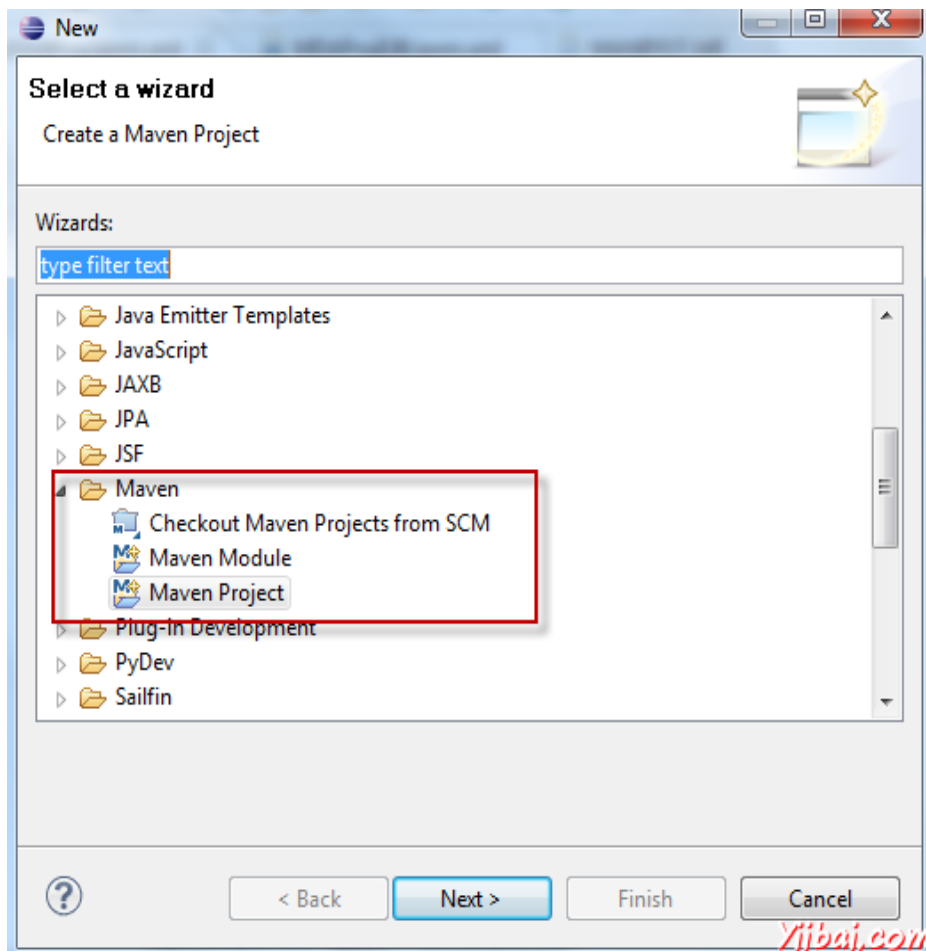 New
Select a wizard
Create a Maven Project
Wizards:
type filter text
Java Emitter Templates
JavaScript
JAXB
JPA
JSF
Maven
Checkout Maven Projects from SCM
Maven Module
Maven Project
Plug-in Development
PyDev
Sailfin
< Back
Next >
Finish
Cancel
Yiibai.com